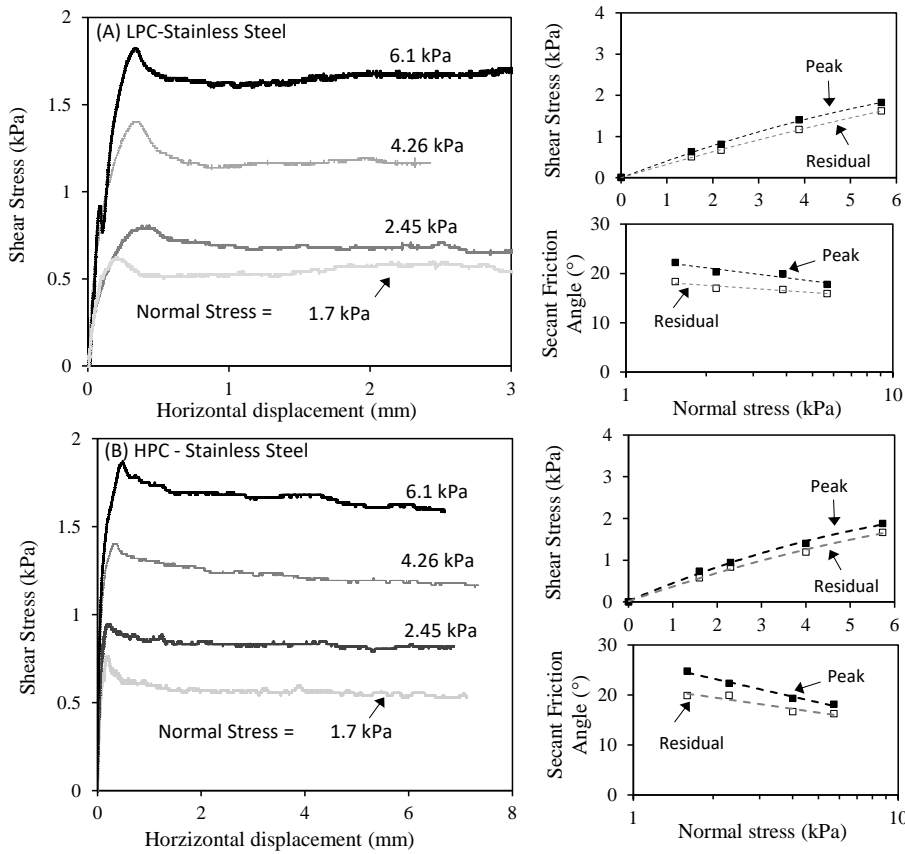 (A) LPC-Stainless Steel
2
1.5
1
0.5
0
Shear Stress (kPa)
6.1 kPa
4.26 kPa
2.45 kPa
Normal Stress = 1.7 kPa
0 1 2 3
Horizontal displacement (mm)
4
3
2
1
0
Shear Stress (kPa)
Peak
Residual
0 1 2 3 4 5 6
30
20
10
0
Secant Friction
Angle (°)
Peak
Residual
1 10
Normal stress (kPa)
(B) HPC - Stainless Steel
2
1.5
1
0.5
0
Shear Stress (kPa)
6.1 kPa
4.26 kPa
2.45 kPa
Normal Stress = 1.7 kPa
0 2 4 6 8
Horzizontal displacement (mm)
4
3
2
1
0
Shear Stress (kPa)
Peak
Residual
0 1 2 3 4 5 6
30
20
10
0
Secant Friction
Angle (°)
Peak
Residual
1 10
Normal stress (kPa)